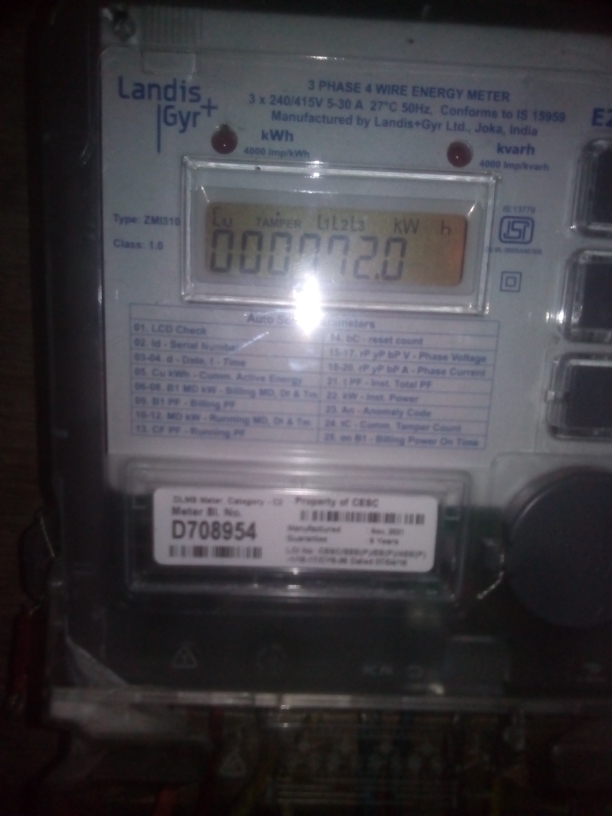 Landis
Gyr+
3 PHASE 4 WIRE ENERGY METER
3 x 240/415V 5-30 A 27°C 50Hz, Conforms to IS 15959
Manufactured by Landis+Gyr Ltd., Joka, India
kWh
4000 Imp/kWh
kvarh
4000 Imp/kvarh
Type: ZMI310
Class: 1.0
Cu TAMPER L1L2L3 kW h
IS 13779
01. LCD Check
02. Id - Serial Number
03-04. d - Date, t - Time
05. Cu kWh - Cumm. Active Energy
06-08. B1 MD kW - Billing MD, Dt & Tm
09. B1 PF - Billing PF
10-12. MD kW - Running MD, Dt & Tm
13. CF PF - Running PF
14. bC - reset count
15-17. rP yP bP V - Phase Voltage
18-20. rP yP bP A - Phase Current
21. I PF - Inst. Total PF
22. kW - Inst. Power
23. An - Anomaly Code
24. tC - Cumm. Tamper Count
25. on B1 - Billing Power On Time
DLMS Meter Category - C2
Property of CESC
Meter Sl. No.
D708954
Manufactured
Guarantee 5 Years